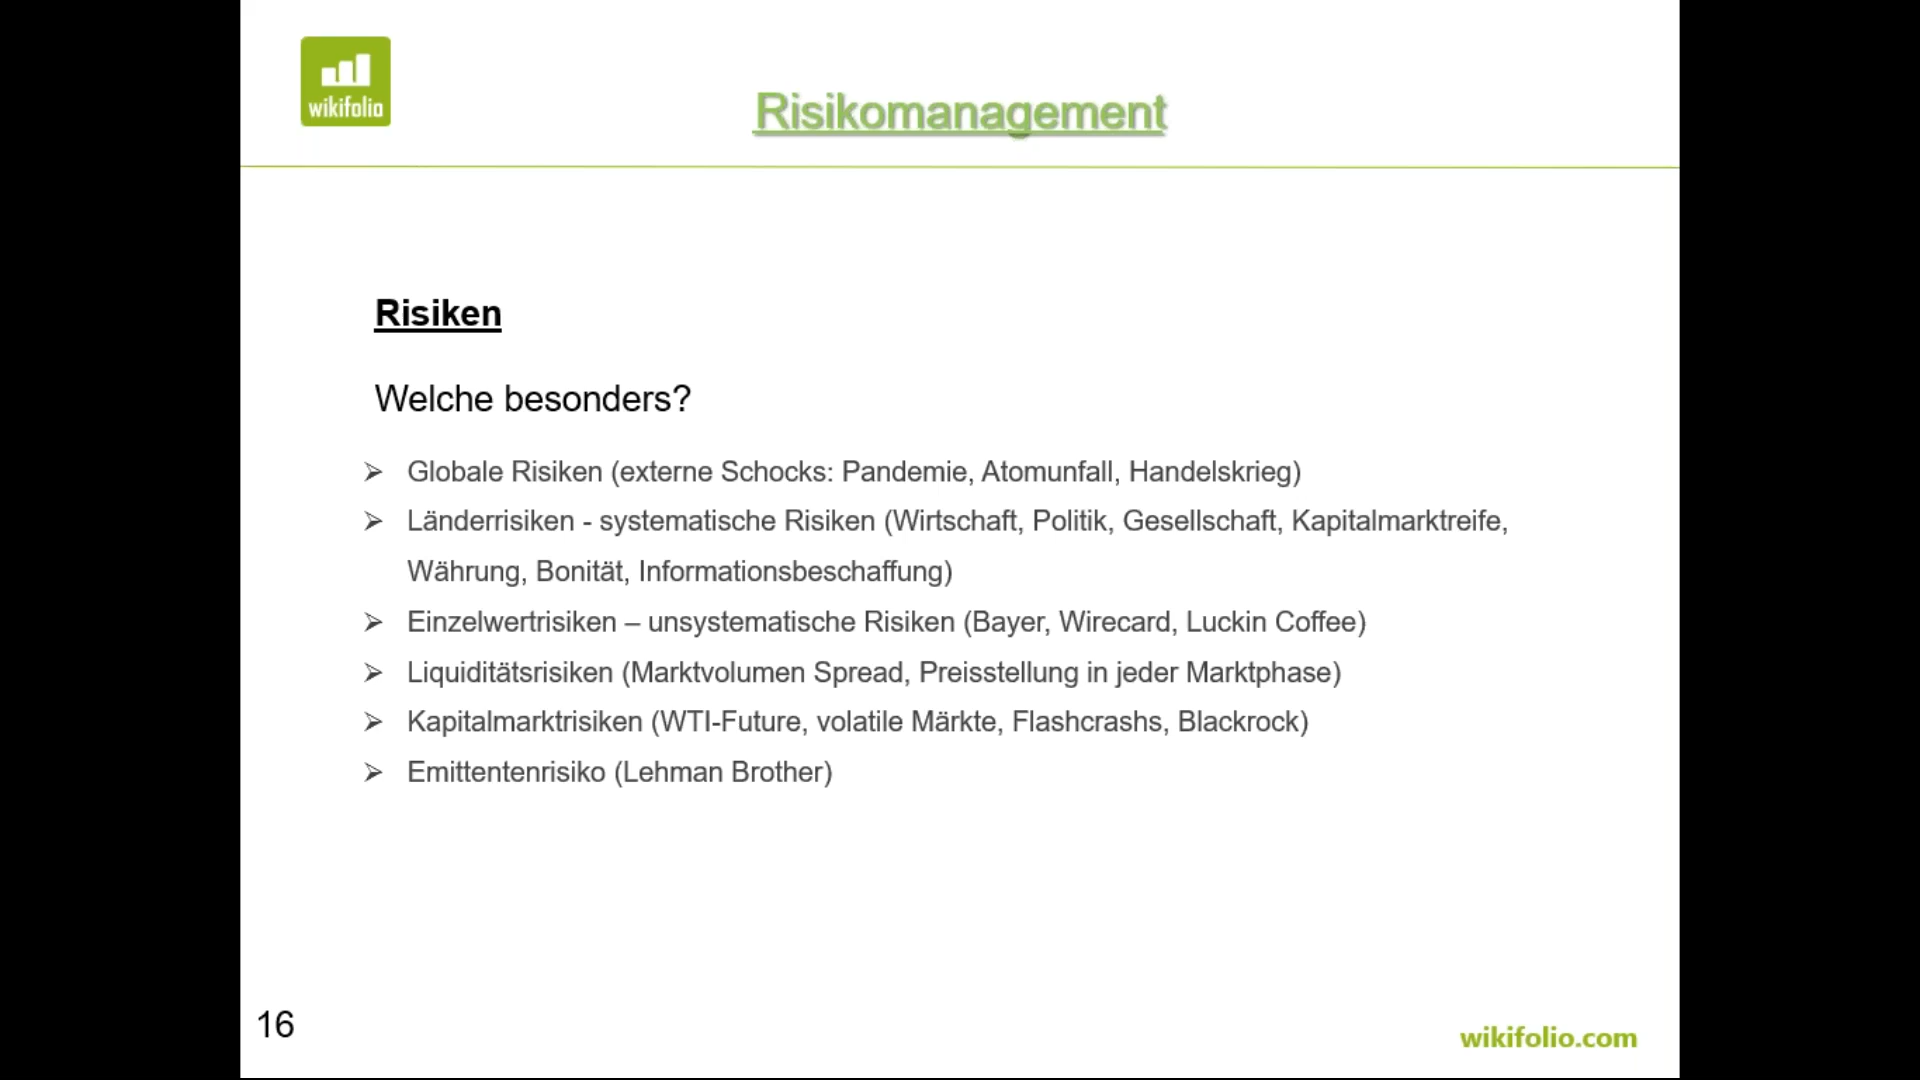 wikifolio
Risikomanagement
Risiken
Welche besonders?
➢ Globale Risiken (externe Schocks: Pandemie, Atomunfall, Handelskrieg)
➢ Länderrisiken - systematische Risiken (Wirtschaft, Politik, Gesellschaft, Kapitalmarktreife,
Währung, Bonität, Informationsbeschaffung)
➢ Einzelwertrisiken – unsystematische Risiken (Bayer, Wirecard, Luckin Coffee)
➢ Liquiditätsrisiken (Marktvolumen Spread, Preisstellung in jeder Marktphase)
➢ Kapitalmarktrisiken (WTI-Future, volatile Märkte, Flashcrashs, Blackrock)
➢ Emittentenrisiko (Lehman Brother)
16
wikifolio.com